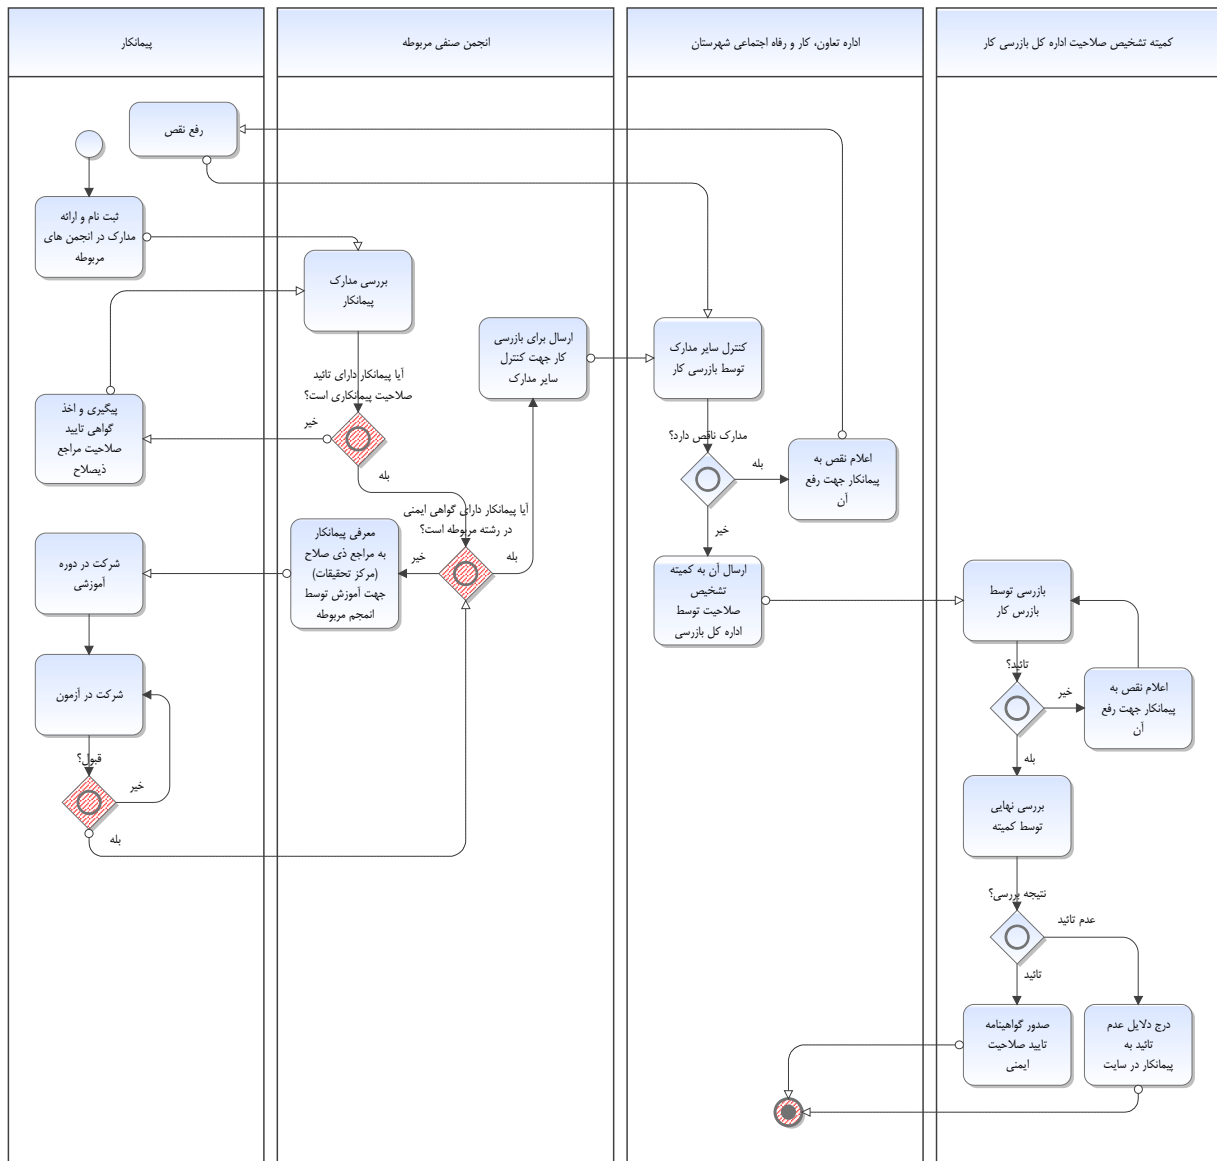 پیمانکار
انجمن صنفی مربوطه
اداره تعاون، کار و رفاه اجتماعی شهرستان
کمیته تشخیص صلاحیت اداره کل بازرسی کار
رفع نقص
ثبت نام و ارائه
مدارک در انجمن های
مربوطه
بررسی مدارک
پیمانکار
آیا پیمانکار دارای تائید
صلاحیت پیمانکاری است؟
خیر
بله
پیگیری و اخذ
گواهی تایید
صلاحیت مراجع
ذیصلاح
ارسال برای بازرسی
کار جهت کنترل
سایر مدارک
آیا پیمانکار دارای گواهی ایمنی
در رشته مربوطه است؟
خیر
بله
معرفی پیمانکار
به مراجع ذی صلاح
(مرکز تحقیقات)
جهت آموزش توسط
انمجم مربوطه
شرکت در دوره
آموزشی
شرکت در آزمون
قبول؟
خیر
بله
کنترل سایر مدارک
توسط بازرسی کار
مدارک ناقص دارد؟
بله
خیر
اعلام نقص به
پیمانکار جهت رفع
آن
ارسال آن به کمیته
تشخیص
صلاحیت توسط
اداره کل بازرسی
بازرسی توسط
بازرس کار
تائید؟
خیر
بله
اعلام نقص به
پیمانکار جهت رفع
آن
بررسی نهایی
توسط کمیته
نتیجه بررسی؟
عدم تائید
تائید
صدور گواهینامه
تایید صلاحیت
ایمنی
درج دلایل عدم
تائید به
پیمانکار در سایت